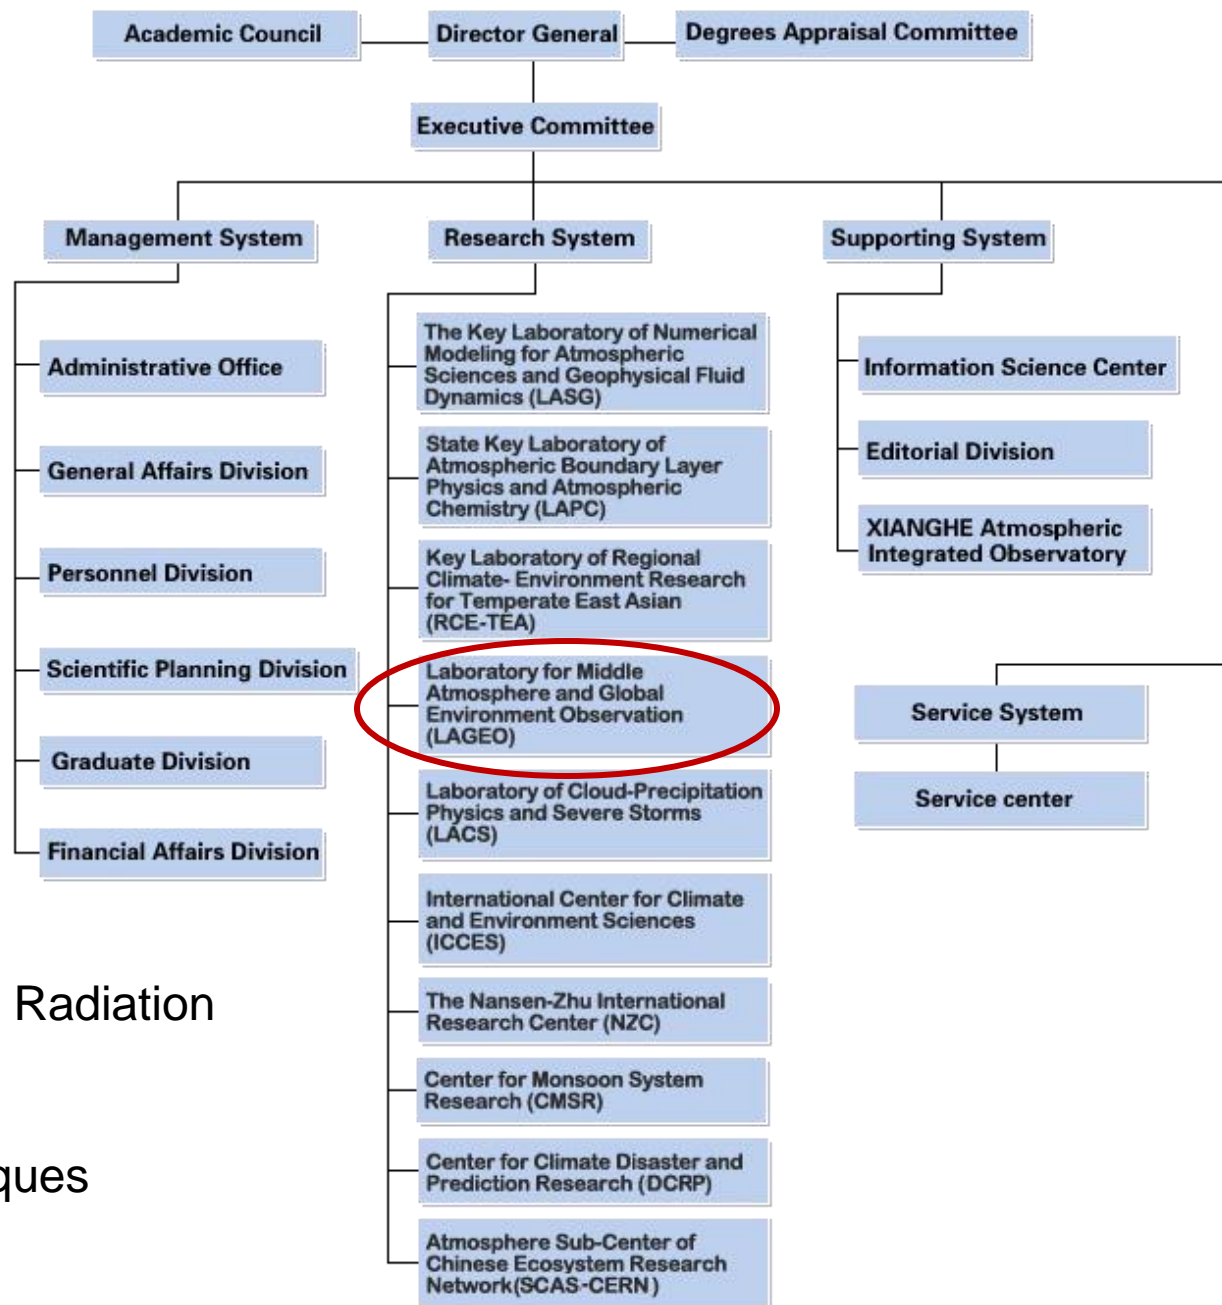 Academic Council
Director General
Degrees Appraisal Committee
Executive Committee
Management System
Research System
Supporting System
Administrative Office
General Affairs Division
Personnel Division
Scientific Planning Division
Graduate Division
Financial Affairs Division
The Key Laboratory of Numerical
Modeling for Atmospheric
Sciences and Geophysical Fluid
Dynamics (LASG)
State Key Laboratory of
Atmospheric Boundary Layer
Physics and Atmospheric
Chemistry (LAPC)
Key Laboratory of Regional
Climate- Environment Research
for Temperate East Asian
(RCE-TEA)
Laboratory for Middle
Atmosphere and Global
Environment Observation
(LAGEO)
Laboratory of Cloud-Precipitation
Physics and Severe Storms
(LACS)
International Center for Climate
and Environment Sciences
(ICCES)
The Nansen-Zhu International
Research Center (NZC)
Center for Monsoon System
Research (CMSR)
Center for Climate Disaster and
Prediction Research (DCRP)
Atmosphere Sub-Center of
Chinese Ecosystem Research
Network(SCAS-CERN)
Information Science Center
Editorial Division
XIANGHE Atmospheric
Integrated Observatory
Service System
Service center
Radiation
ques